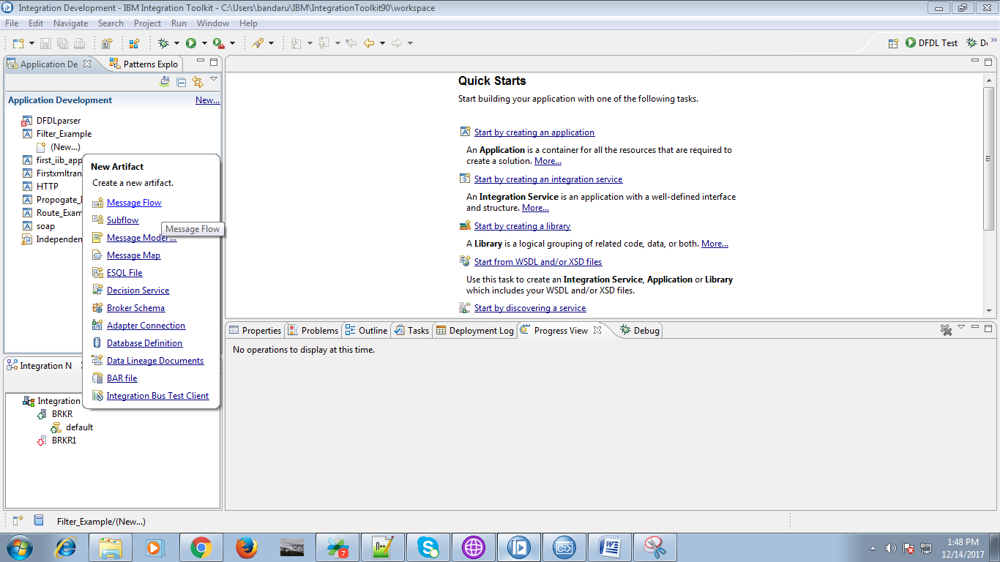 Integration Development - IBM Integration Toolkit - C:\Users\bandaru\IBM\IntegrationToolkit90\workspace
File Edit Navigate Search Project Run Window Help
DFDL Test
Application De
Patterns Explo
Application Development
New...
DFDLparser
Filter_Example
(New...)
first_iib_app
Firstxmltran
HTTP
Propogate_
Route_Exam
soap
Independen
New Artifact
Create a new artifact.
Message Flow
Subflow
Message Flow
Message Model ...
Message Map
ESQL File
Decision Service
Broker Schema
Adapter Connection
Database Definition
Data Lineage Documents
BAR file
Integration Bus Test Client
Integration N
Integration
BRKR
default
BRKR1
Quick Starts
Start building your application with one of the following tasks.
Start by creating an application
An Application is a container for all the resources that are required to
create a solution. More...
Start by creating an integration service
An Integration Service is an application with a well-defined interface
and structure. More...
Start by creating a library
A Library is a logical grouping of related code, data, or both. More...
Start from WSDL and/or XSD files
Use this task to create an Integration Service, Application or Library
which includes your WSDL and/or XSD files.
Start by discovering a service
Properties Problems Outline Tasks Deployment Log Progress View Debug
No operations to display at this time.
Filter_Example/(New...)
7
1:48 PM
12/14/2017